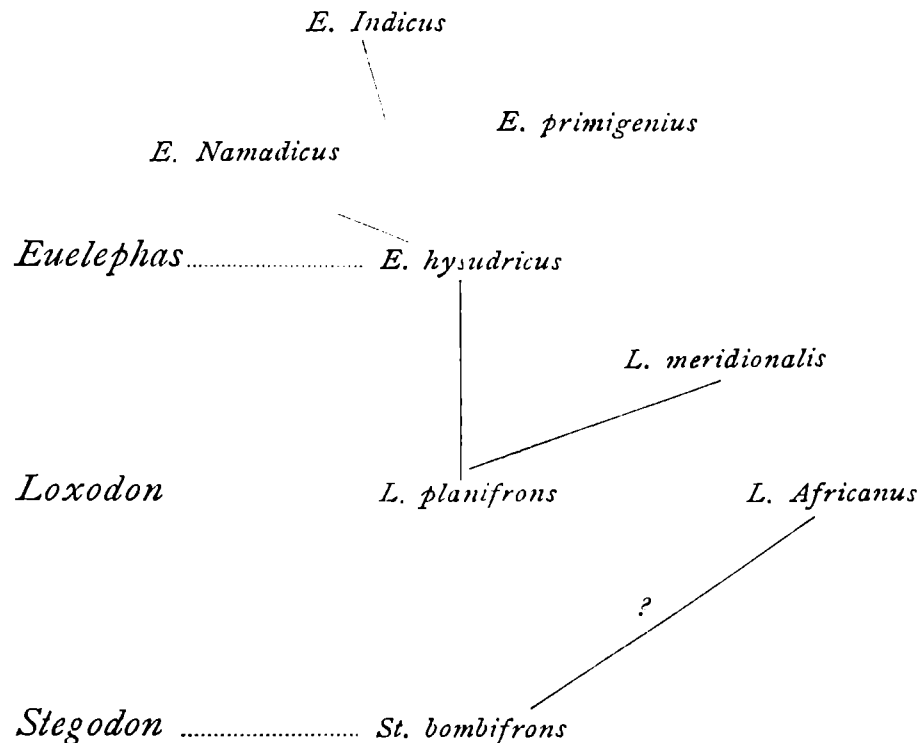 E. Indicus
E. primigenius
E. Namadicus
Euelephas ........................ E. hysudricus
L. meridionalis
Loxodon L. planifrons L. Africanus
?
Stegodon ........................ St. bombifrons